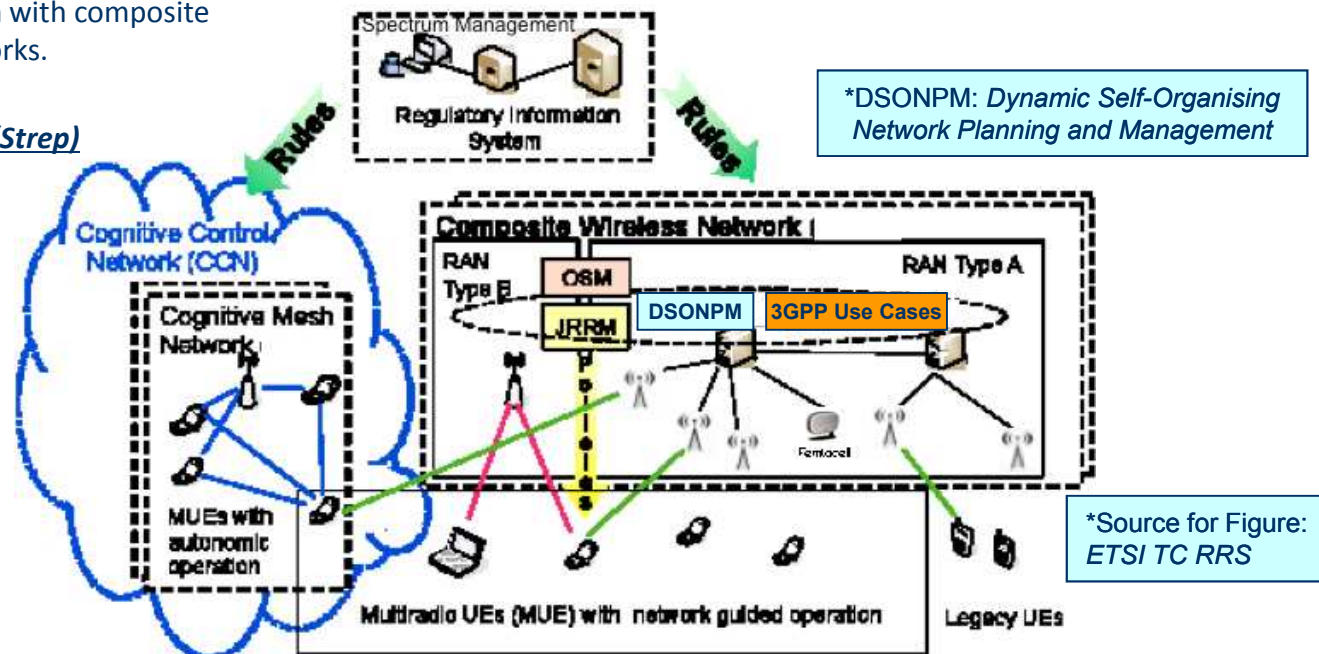 with composite
orks.
(Strep)
Spectrum Management
Regulatory Information
System
Rules
Rules
*DSONPM: Dynamic Self-Organising
Network Planning and Management
Cognitive Control
Network (CCN)
Cognitive Mesh
Network
MUEs with
autonomic
operation
Composite Wireless Network
RAN
Type B
OSM
JRRM
DSONPM
3GPP Use Cases
RAN Type A
Policies
Femtocell
*Source for Figure:
ETSI TC RRS
Multiradio UEs (MUE) with network guided operation
Legacy UEs